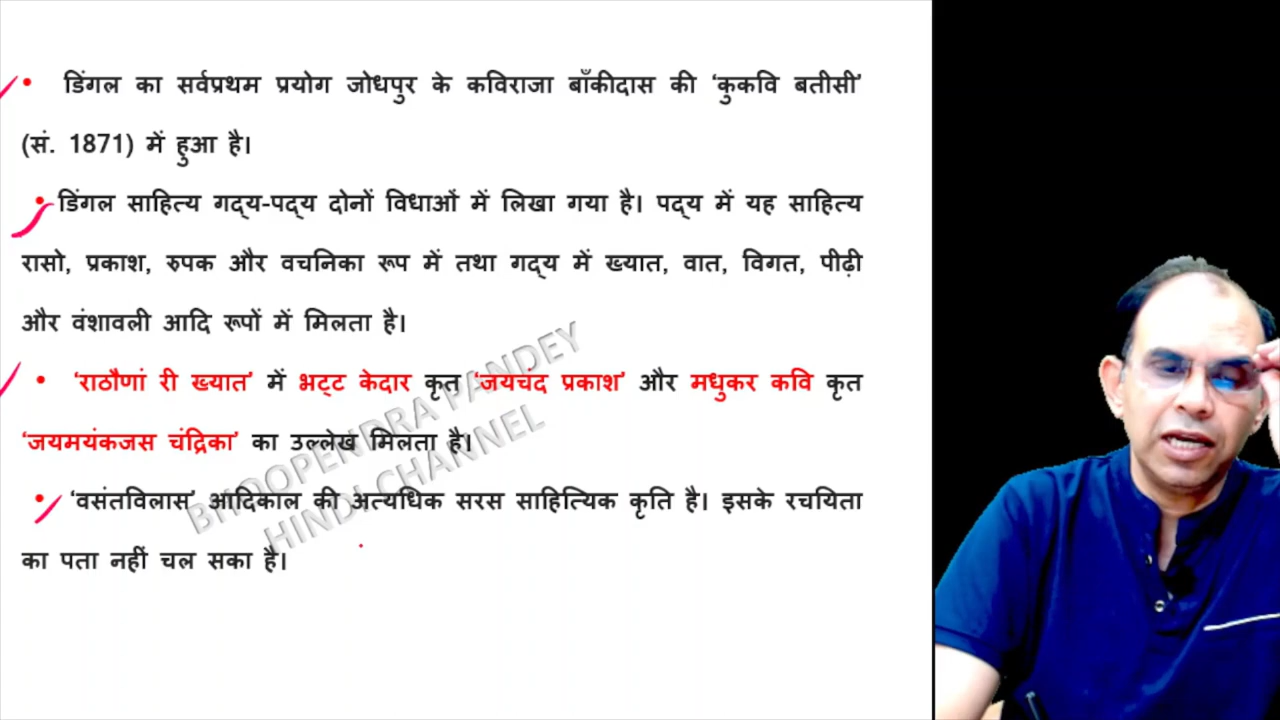 • डिंगल का सर्वप्रथम प्रयोग जोधपुर के कविराजा बाँकीदास की ‘कुकवि बतीसी’
(सं. 1871) में हुआ है।
• डिंगल साहित्य गद्य-पद्य दोनों विधाओं में लिखा गया है। पद्य में यह साहित्य
रासो, प्रकाश, रुपक और वचनिका रूप में तथा गद्य में ख्यात, वात, विगत, पीढ़ी
और वंशावली आदि रूपों में मिलता है।
• ‘राठौणां री ख्यात’ में भट्ट केदार कृत ‘जयचंद प्रकाश’ और मधुकर कवि कृत
‘जयमयंकजस चंद्रिका’ का उल्लेख मिलता है।
• ‘वसंतविलास’ आदिकाल की अत्यधिक सरस साहित्यिक कृति है। इसके रचयिता
का पता नहीं चल सका है।
BHOOPENDRA PANDEY
HINDI CHANNEL